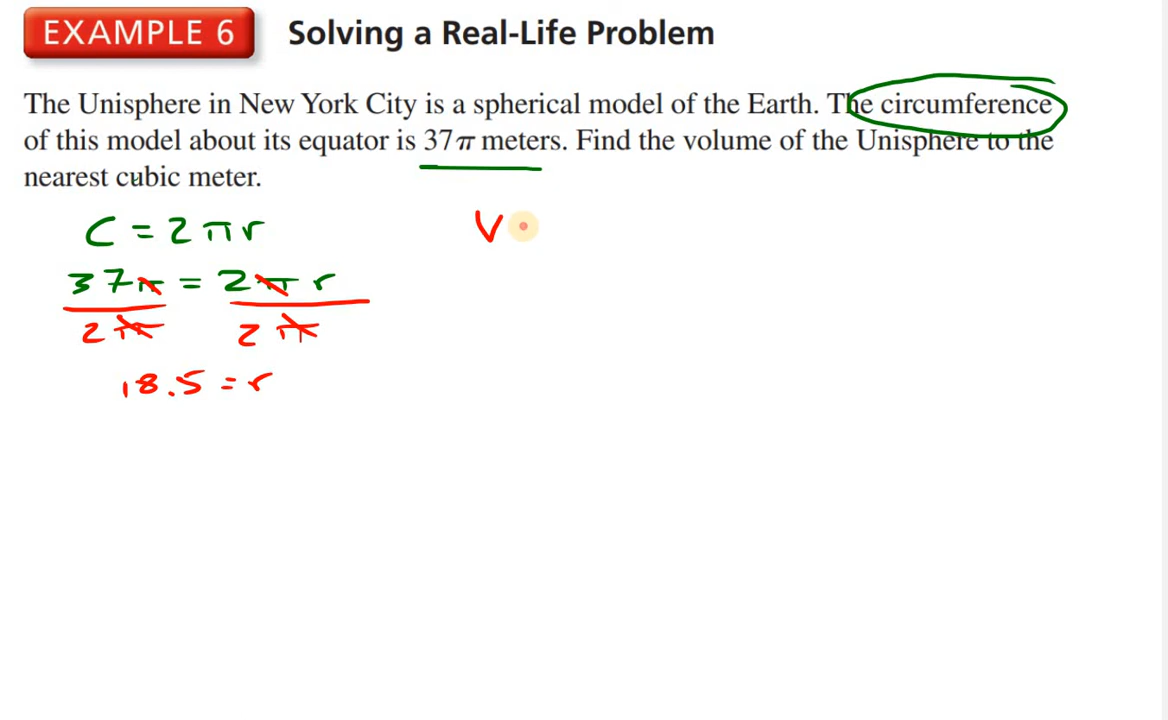 EXAMPLE 6 Solving a Real-Life Problem
The Unisphere in New York City is a spherical model of the Earth. The circumference
of this model about its equator is 37π meters. Find the volume of the Unisphere to the
nearest cubic meter.
C = 2πr V
37π = 2πr
2π 2π
18.5 = r